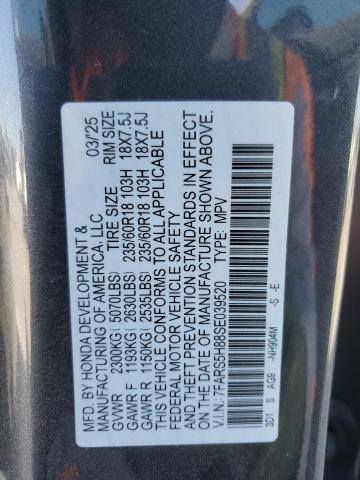 MFD. BY HONDA DEVELOPMENT & 03/25
MANUFACTURING OF AMERICA, LLC
TIRE SIZE RIM SIZE
GVWR 2300KG ( 5070LBS)
GAWR F 1193KG ( 2630LBS) 235/60R18 103H 18X7.5J
GAWR R 1150KG ( 2535LBS) 235/60R18 103H 18X7.5J
THIS VEHICLE CONFORMS TO ALL APPLICABLE
FEDERAL MOTOR VEHICLE SAFETY
AND THEFT PREVENTION STANDARDS IN EFFECT
ON THE DATE OF MANUFACTURE SHOWN ABOVE.
V.I.N.: 7FARS5H88SE039520 TYPE: MPV
3D1 S AG9 -NH904M -S -E